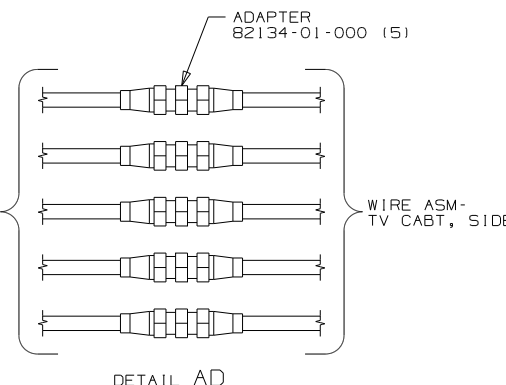 ADAPTER
82134-01-000 (5)
WIRE ASM-
TV CABT, SIDE
DETAIL AD